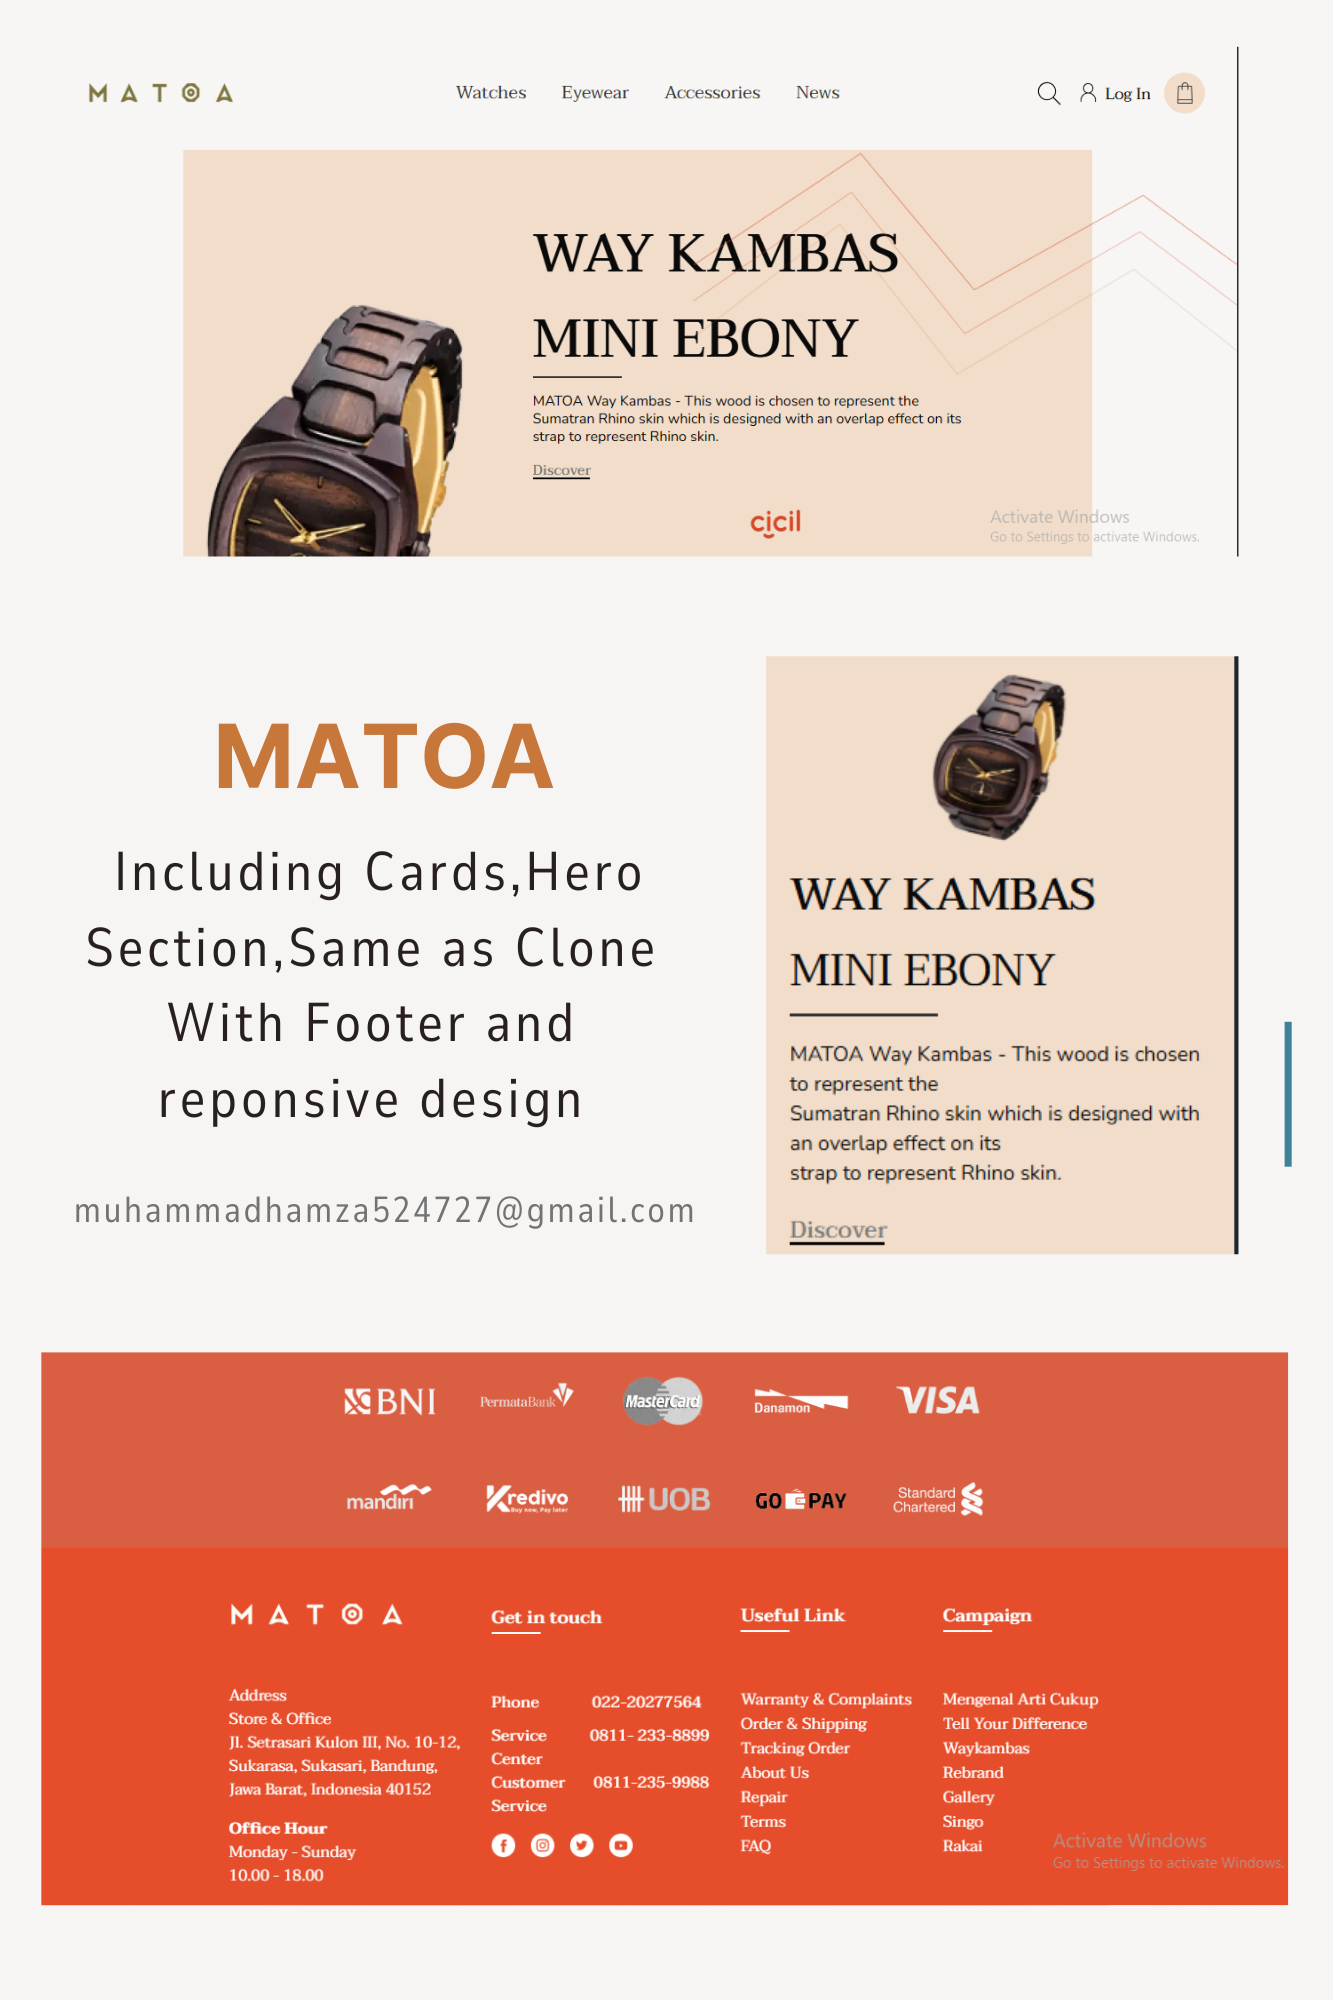 MATOA
Watches Eyewear Accessories News
Log In
WAY KAMBAS
MINI EBONY
MATOA Way Kambas - This wood is chosen to represent the
Sumatran Rhino skin which is designed with an overlap effect on its
strap to represent Rhino skin.
Discover
cicil
Activate Windows
Go to Settings to activate Windows.
MATOA
Including Cards,Hero
Section,Same as Clone
With Footer and
reponsive design
muhammadhamza524727@gmail.com
WAY KAMBAS
MINI EBONY
MATOA Way Kambas - This wood is chosen
to represent the
Sumatran Rhino skin which is designed with
an overlap effect on its
strap to represent Rhino skin.
Discover
BNI PermataBank MasterCard Danamon VISA
mandiri Kredivo UOB GO PAY Standard
Buy now, Pay later Chartered
MATOA
Address
Store & Office
Jl. Setrasari Kulon III, No. 10-12,
Sukarasa, Sukasari, Bandung,
Jawa Barat, Indonesia 40152
Office Hour
Monday - Sunday
10.00 - 18.00
Get in touch
Phone 022-20277564
Service 0811- 233-8899
Center
Customer 0811-235-9988
Service
Useful Link
Warranty & Complaints
Order & Shipping
Tracking Order
About Us
Repair
Terms
FAQ
Campaign
Mengenal Arti Cukup
Tell Your Difference
Waykambas
Rebrand
Gallery
Singo
Rakai
Activate Windows
Go to Settings to activate Windows.